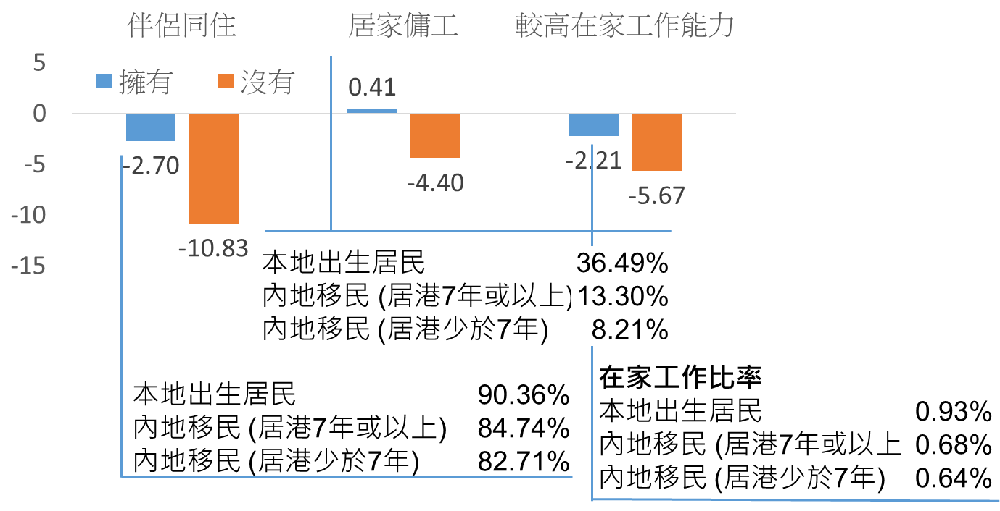 伴侶同住 居家傭工 較高在家工作能力
5
擁有 沒有
0.41
0
-2.70
-2.21
-5
-4.40
-5.67
-10
-10.83
-15
本地出生居民 36.49%
內地移民 (居港7年或以上) 13.30%
內地移民 (居港少於7年) 8.21%
本地出生居民 90.36%
內地移民 (居港7年或以上) 84.74%
內地移民 (居港少於7年) 82.71%
在家工作比率
本地出生居民 0.93%
內地移民 (居港7年或以上 0.68%
內地移民 (居港少於7年) 0.64%